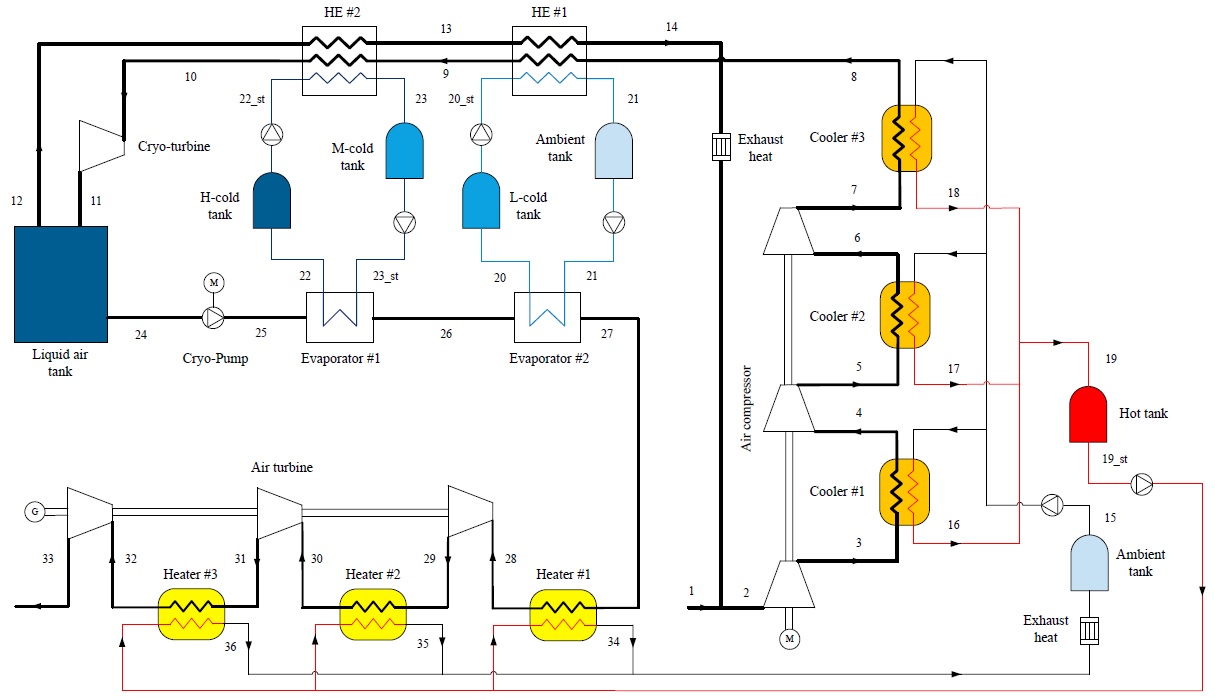 HE #2
HE #1
13
14
10
9
8
22_st
23
20_st
21
Cryo-turbine
M-cold
tank
Ambient
tank
Exhaust
heat
Cooler #3
H-cold
tank
L-cold
tank
12
11
7
18
6
22
23_st
20
21
M
Cooler #2
24
25
26
27
Liquid air
tank
Cryo-Pump
Evaporator #1
Evaporator #2
19
5
17
Air compressor
4
Hot tank
19_st
Air turbine
Cooler #1
G
15
16
3
33
32
31
30
29
28
Ambient
tank
Heater #3
Heater #2
Heater #1
1
2
Exhaust
heat
M
36
35
34